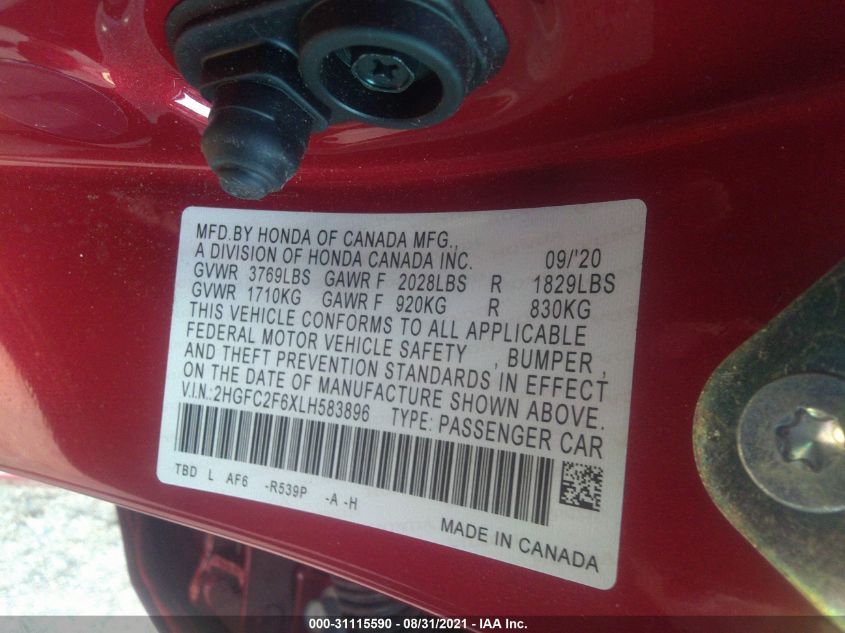 MFD.BY HONDA OF CANADA MFG.,
A DIVISION OF HONDA CANADA INC. 09/'20
GVWR 3769LBS GAWR F 2028LBS R 1829LBS
GVWR 1710KG GAWR F 920KG R 830KG
THIS VEHICLE CONFORMS TO ALL APPLICABLE
FEDERAL MOTOR VEHICLE SAFETY , BUMPER ,
AND THEFT PREVENTION STANDARDS IN EFFECT
ON THE DATE OF MANUFACTURE SHOWN ABOVE.
V.I.N.:2HGFC2F6XLH583896 TYPE: PASSENGER CAR
TBD L AF6 -R539P -A -H
MADE IN CANADA
000-31115590 - 08/31/2021 - IAA Inc.